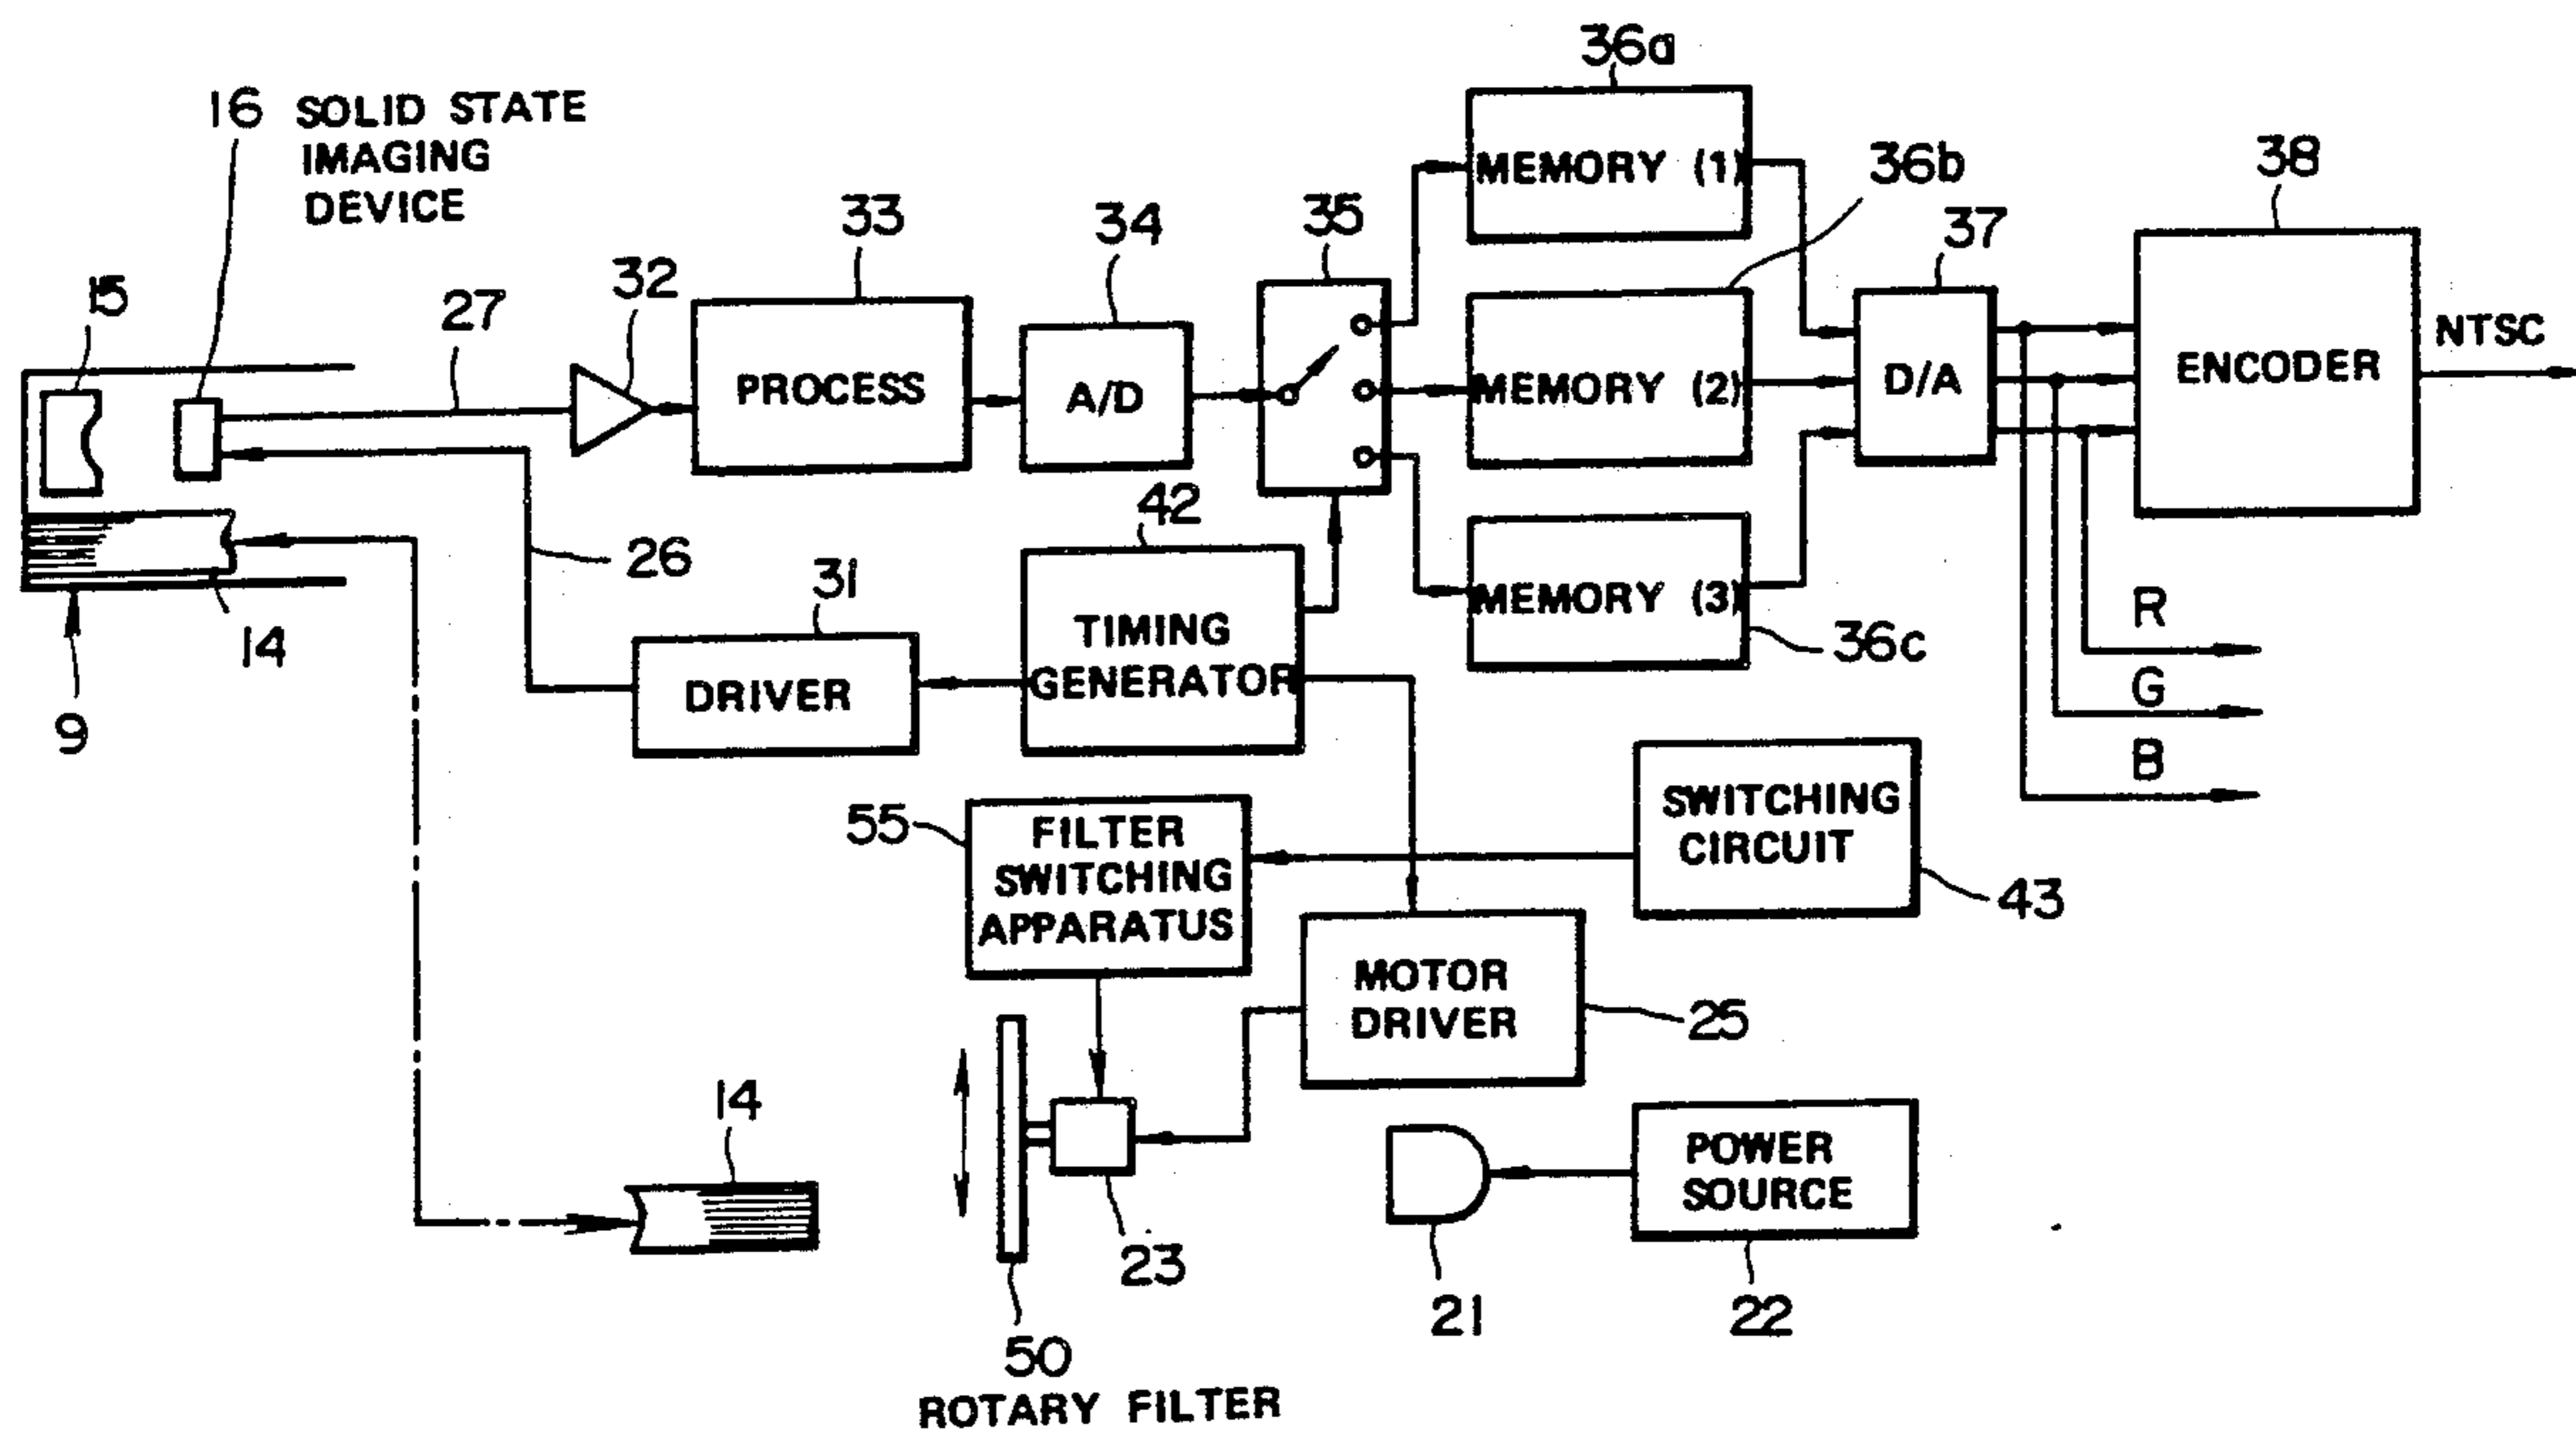 36a
16 SOLID STATE
IMAGING
DEVICE
MEMORY (1)
36b
38
15
27
32
33
34
35
37
PROCESS
A/D
MEMORY (2)
D/A
ENCODER
NTSC
42
26
31
14
9
DRIVER
TIMING
GENERATOR
MEMORY (3)
36c
R
G
B
55
FILTER
SWITCHING
APPARATUS
SWITCHING
CIRCUIT
43
MOTOR
DRIVER
25
14
23
POWER
SOURCE
21
22
50
ROTARY FILTER